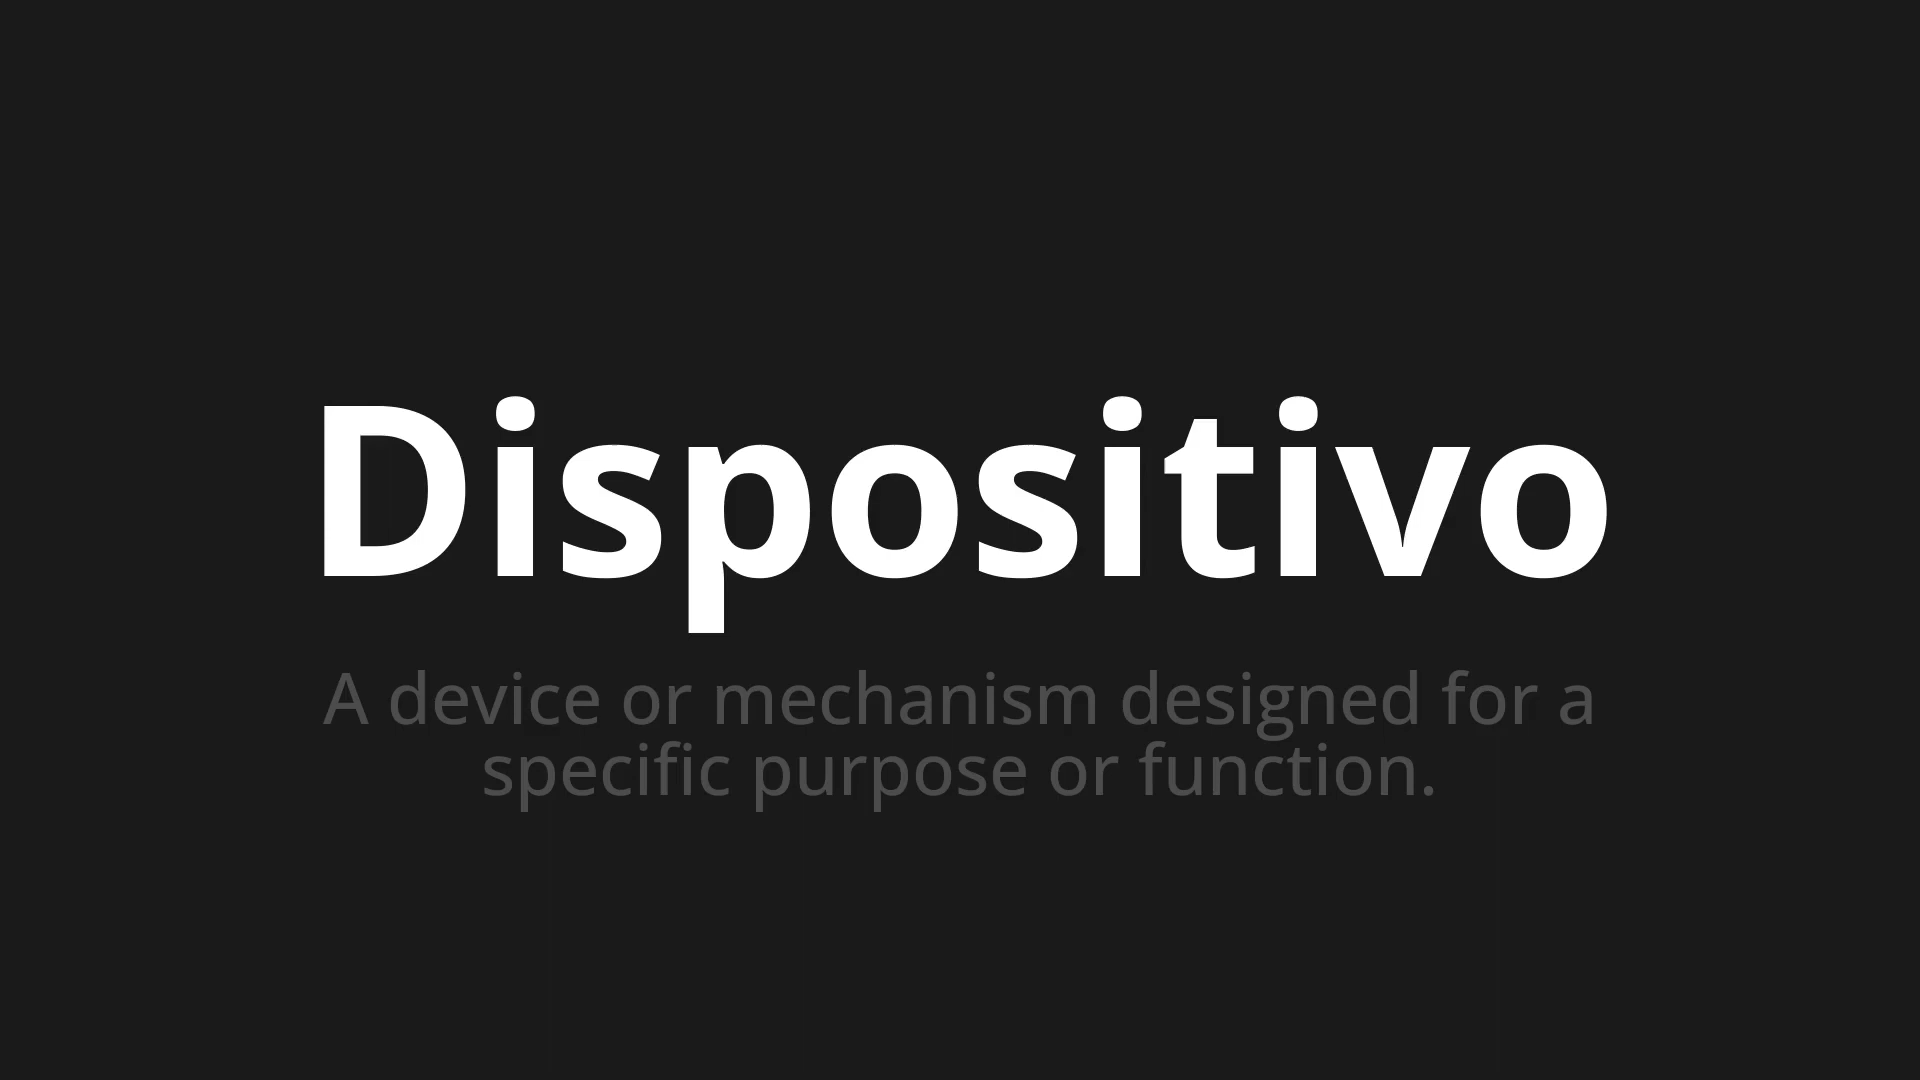 Dispositivo
A device or mechanism designed for a
specific purpose or function.